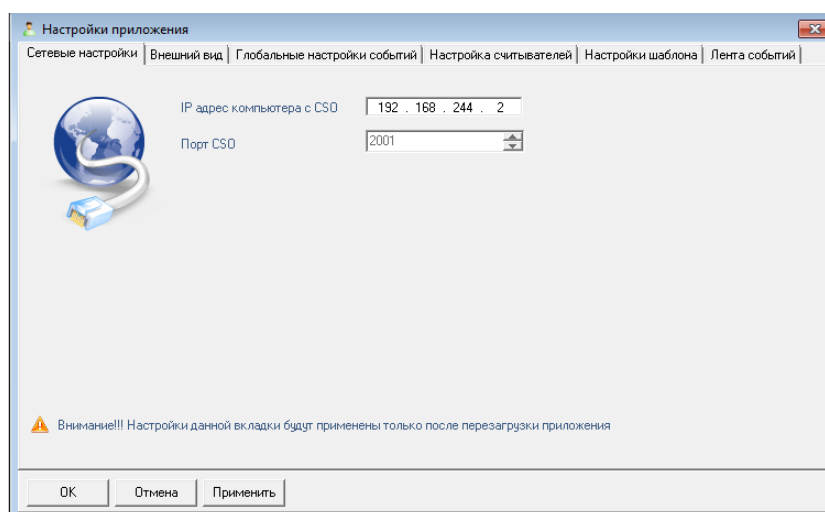 Настройки приложения
Сетевые настройки Внешний вид Глобальные настройки событий Настройка считывателей Настройки шаблона Лента событий
IP адрес компьютера с CSO 192 . 168 . 244 . 2
Порт CSO 2001
Внимание!!! Настройки данной вкладки будут применены только после перезагрузки приложения
OK Отмена Применить